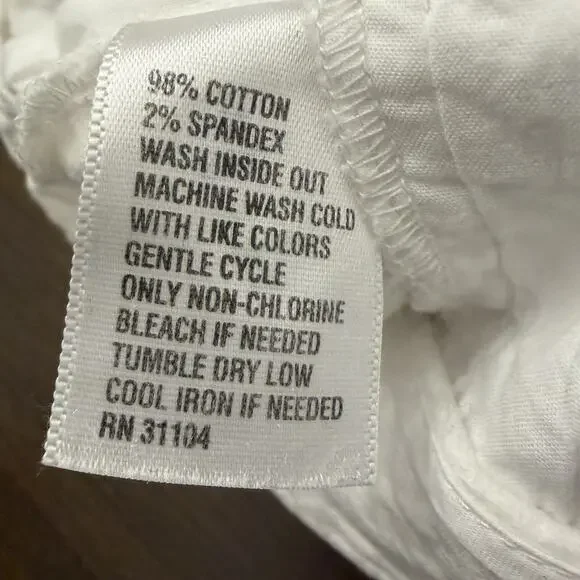 98% COTTON
2% SPANDEX
WASH INSIDE OUT
MACHINE WASH COLD
WITH LIKE COLORS
GENTLE CYCLE
ONLY NON-CHLORINE
BLEACH IF NEEDED
TUMBLE DRY LOW
COOL IRON IF NEEDED
RN 31104